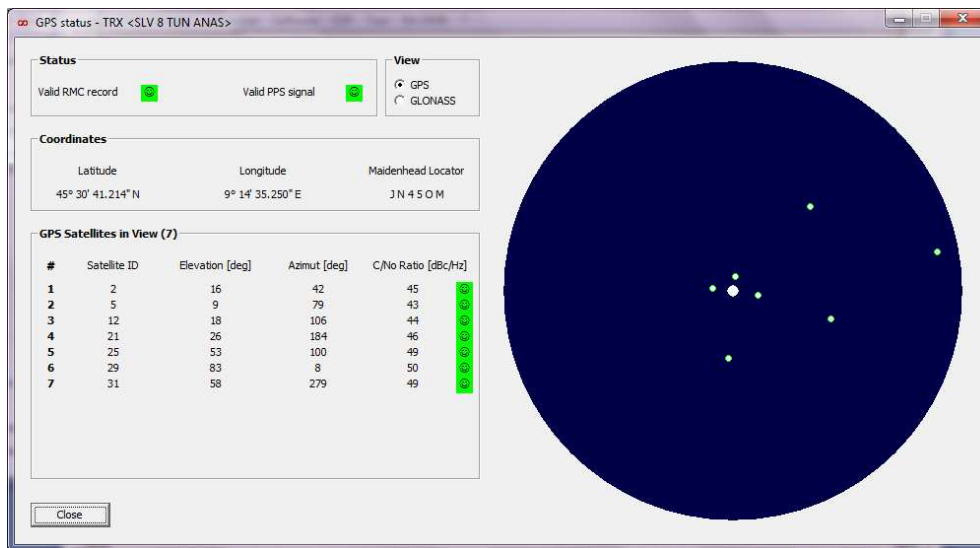 GPS status - TRX <SLV 8 TUN ANAS>
Status
Valid RMC record
Valid PPS signal
View
GPS
GLONASS
Coordinates
Latitude Longitude Maidenhead Locator
45° 30' 41.214" N 9° 14' 35.250" E J N 4 5 O M
GPS Satellites in View (7)
# Satellite ID Elevation [deg] Azimut [deg] C/No Ratio [dBc/Hz]
1 2 16 42 45
2 5 9 79 43
3 12 18 106 44
4 21 26 184 46
5 25 53 100 49
6 29 83 8 50
7 31 58 279 49
Close